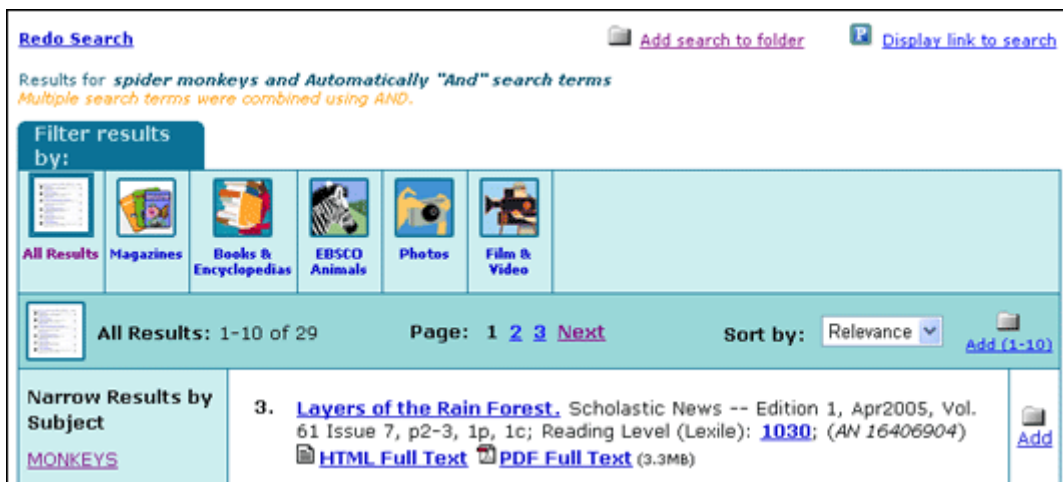 Redo Search Add search to folder Display link to search
Results for spider monkeys and Automatically "And" search terms
Multiple search terms were combined using AND.
Filter results
by:
All Results Magazines Books & Encyclopedias EBSCO Animals Photos Film & Video
All Results: 1-10 of 29 Page: 1 2 3 Next Sort by: Relevance Add (1-10)
Narrow Results by
Subject
MONKEYS
3. Layers of the Rain Forest. Scholastic News -- Edition 1, Apr2005, Vol.
61 Issue 7, p2-3, 1p, 1c; Reading Level (Lexile): 1030; (AN 16406904)
HTML Full Text PDF Full Text (3.3MB)
Add